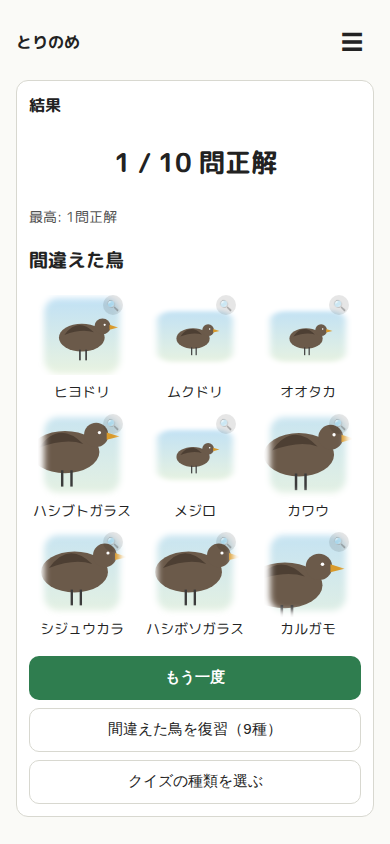 とりのめ
結果
1 / 10 問正解
最高: 1問正解
間違えた鳥
ヒヨドリ
ムクドリ
オオタカ
ハシブトガラス
メジロ
カワウ
シジュウカラ
ハシボソガラス
カルガモ
もう一度
間違えた鳥を復習（9種）
クイズの種類を選ぶ